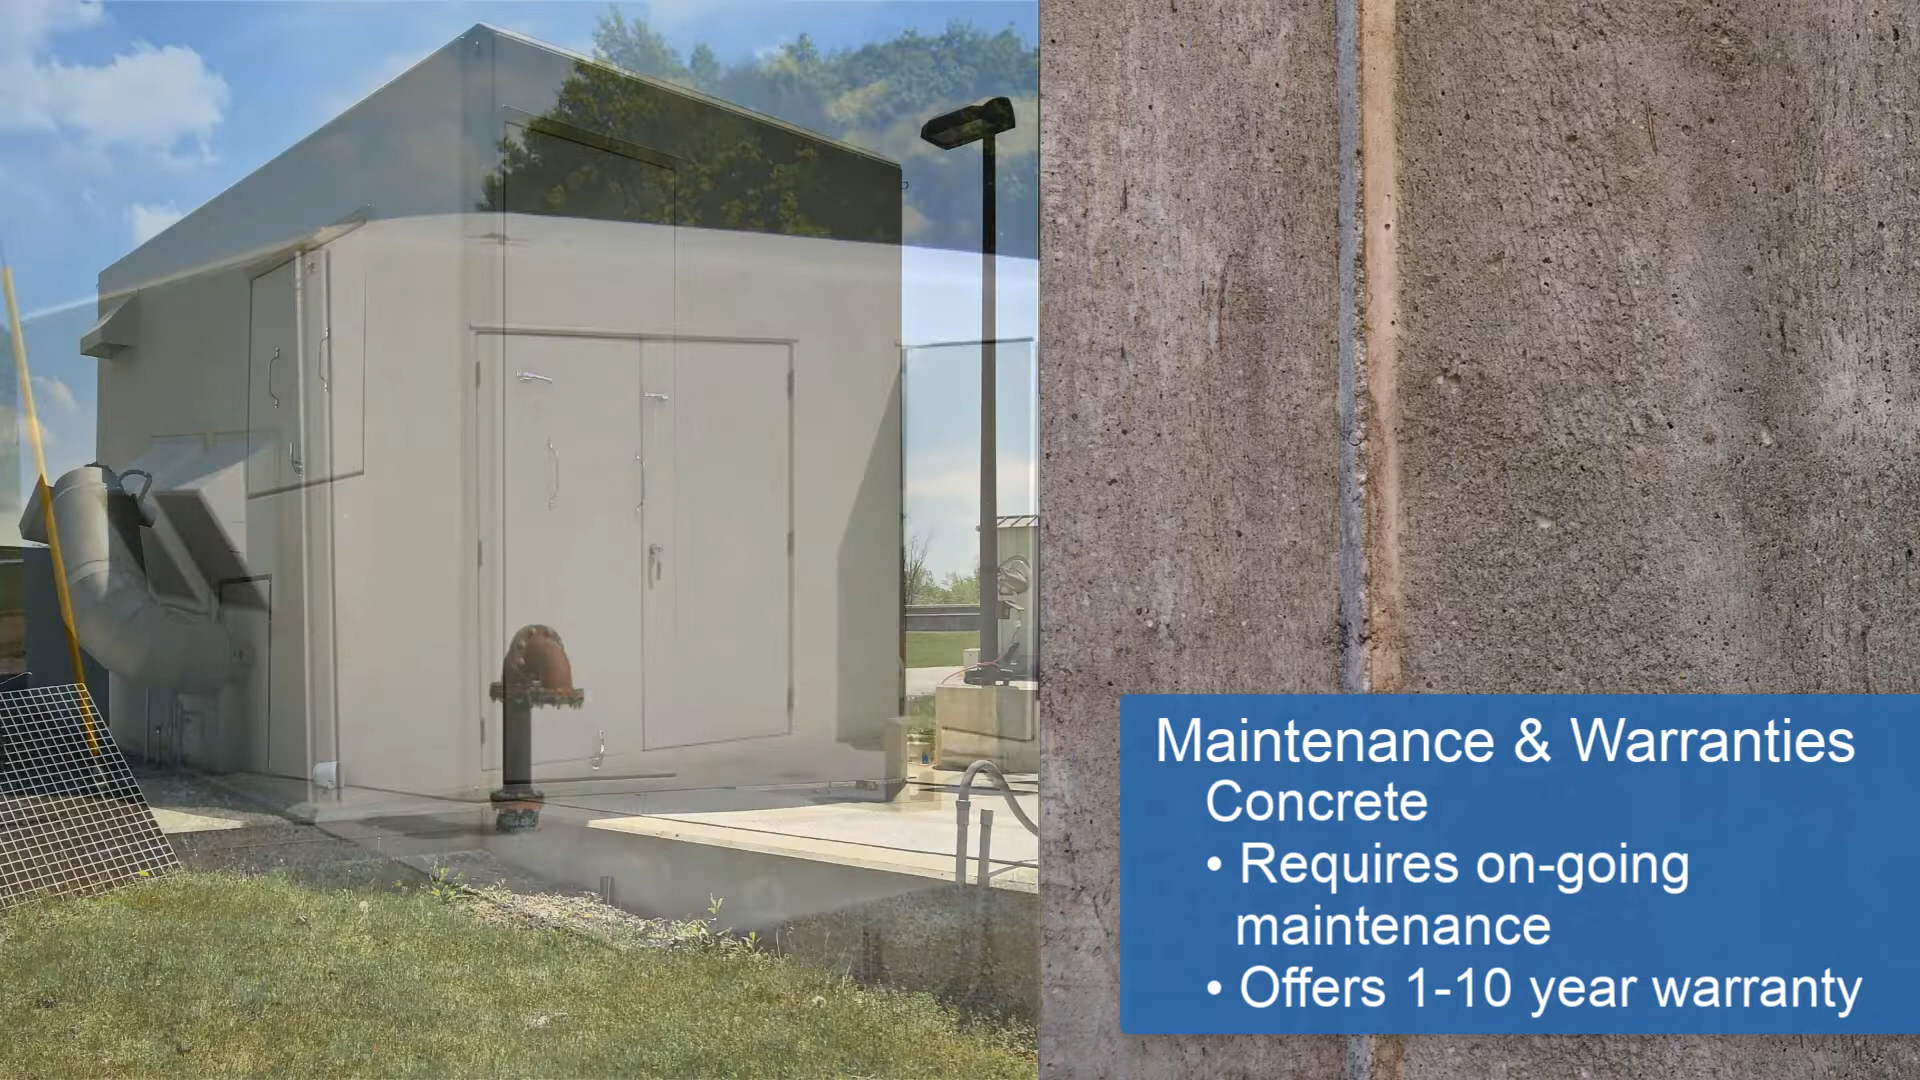 Maintenance & Warranties
Concrete
• Requires on-going
maintenance
• Offers 1-10 year warranty